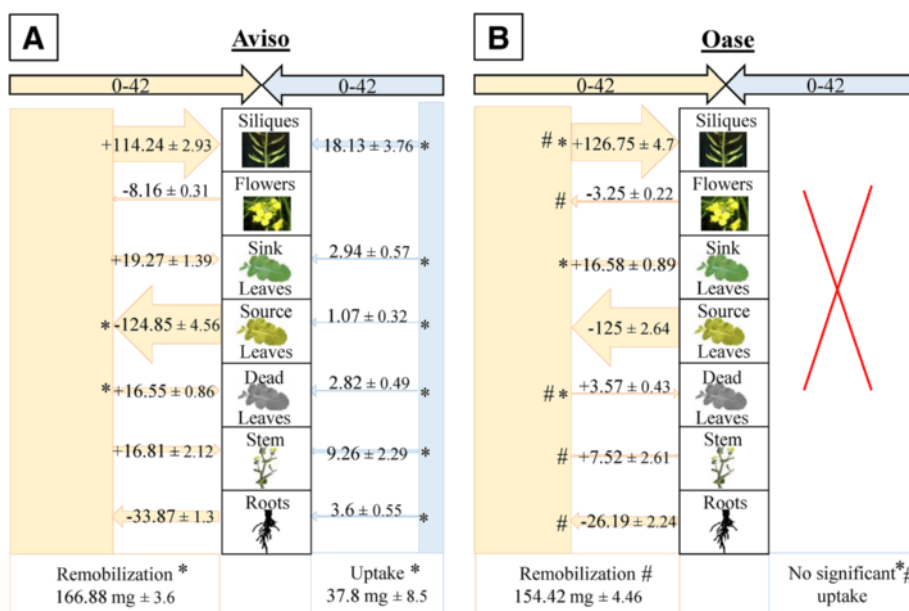 A
Aviso
0-42
0-42
Siliques
+114.24 ± 2.93
18.13 ± 3.76 *
Flowers
-8.16 ± 0.31
Sink
Leaves
+19.27 ± 1.39
2.94 ± 0.57
*
Source
Leaves
* -124.85 ± 4.56
1.07 ± 0.32
*
Dead
Leaves
* +16.55 ± 0.86
2.82 ± 0.49
*
Stem
+16.81 ± 2.12
9.26 ± 2.29 *
Roots
-33.87 ± 1.3
3.6 ± 0.55
*
Remobilization *
166.88 mg ± 3.6
Uptake *
37.8 mg ± 8.5
B
Oase
0-42
0-42
Siliques
# * +126.75 ± 4.7
Flowers
# -3.25 ± 0.22
Sink
Leaves
* +16.58 ± 0.89
Source
Leaves
-125 ± 2.64
Dead
Leaves
# * +3.57 ± 0.43
Stem
# +7.52 ± 2.61
Roots
# -26.19 ± 2.24
Remobilization #
154.42 mg ± 4.46
No significant *#
uptake